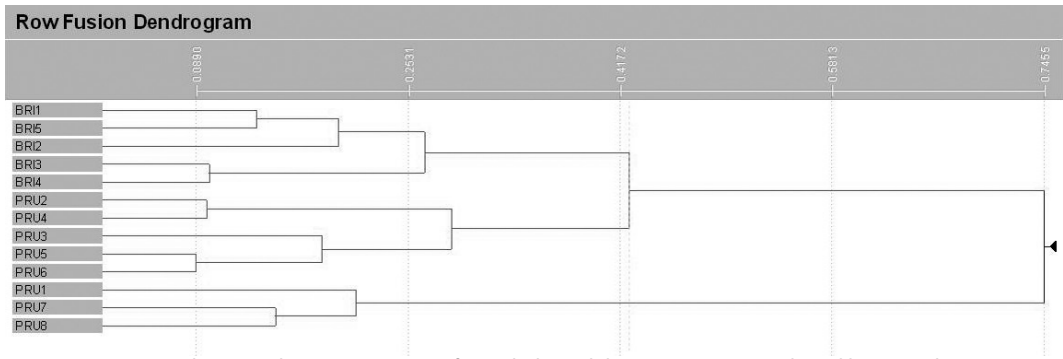 Row Fusion Dendrogram
0.0890 0.2531 0.4172 0.5813 0.7455
BRI1
BRI5
BRI2
BRI3
BRI4
PRU2
PRU4
PRU3
PRU5
PRU6
PRU1
PRU7
PRU8